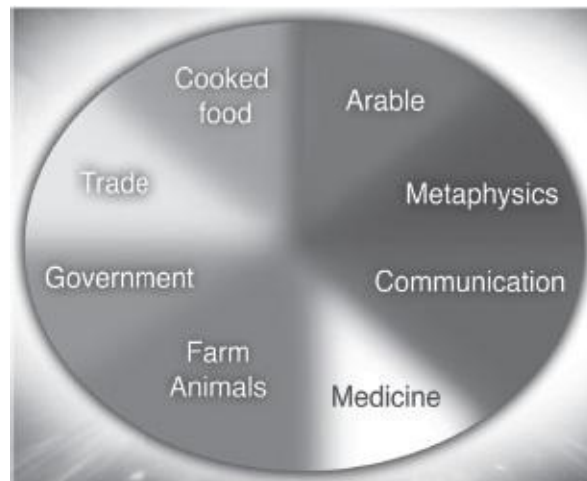 Cooked
food
Arable
Trade
Metaphysics
Government
Communication
Farm
Animals
Medicine